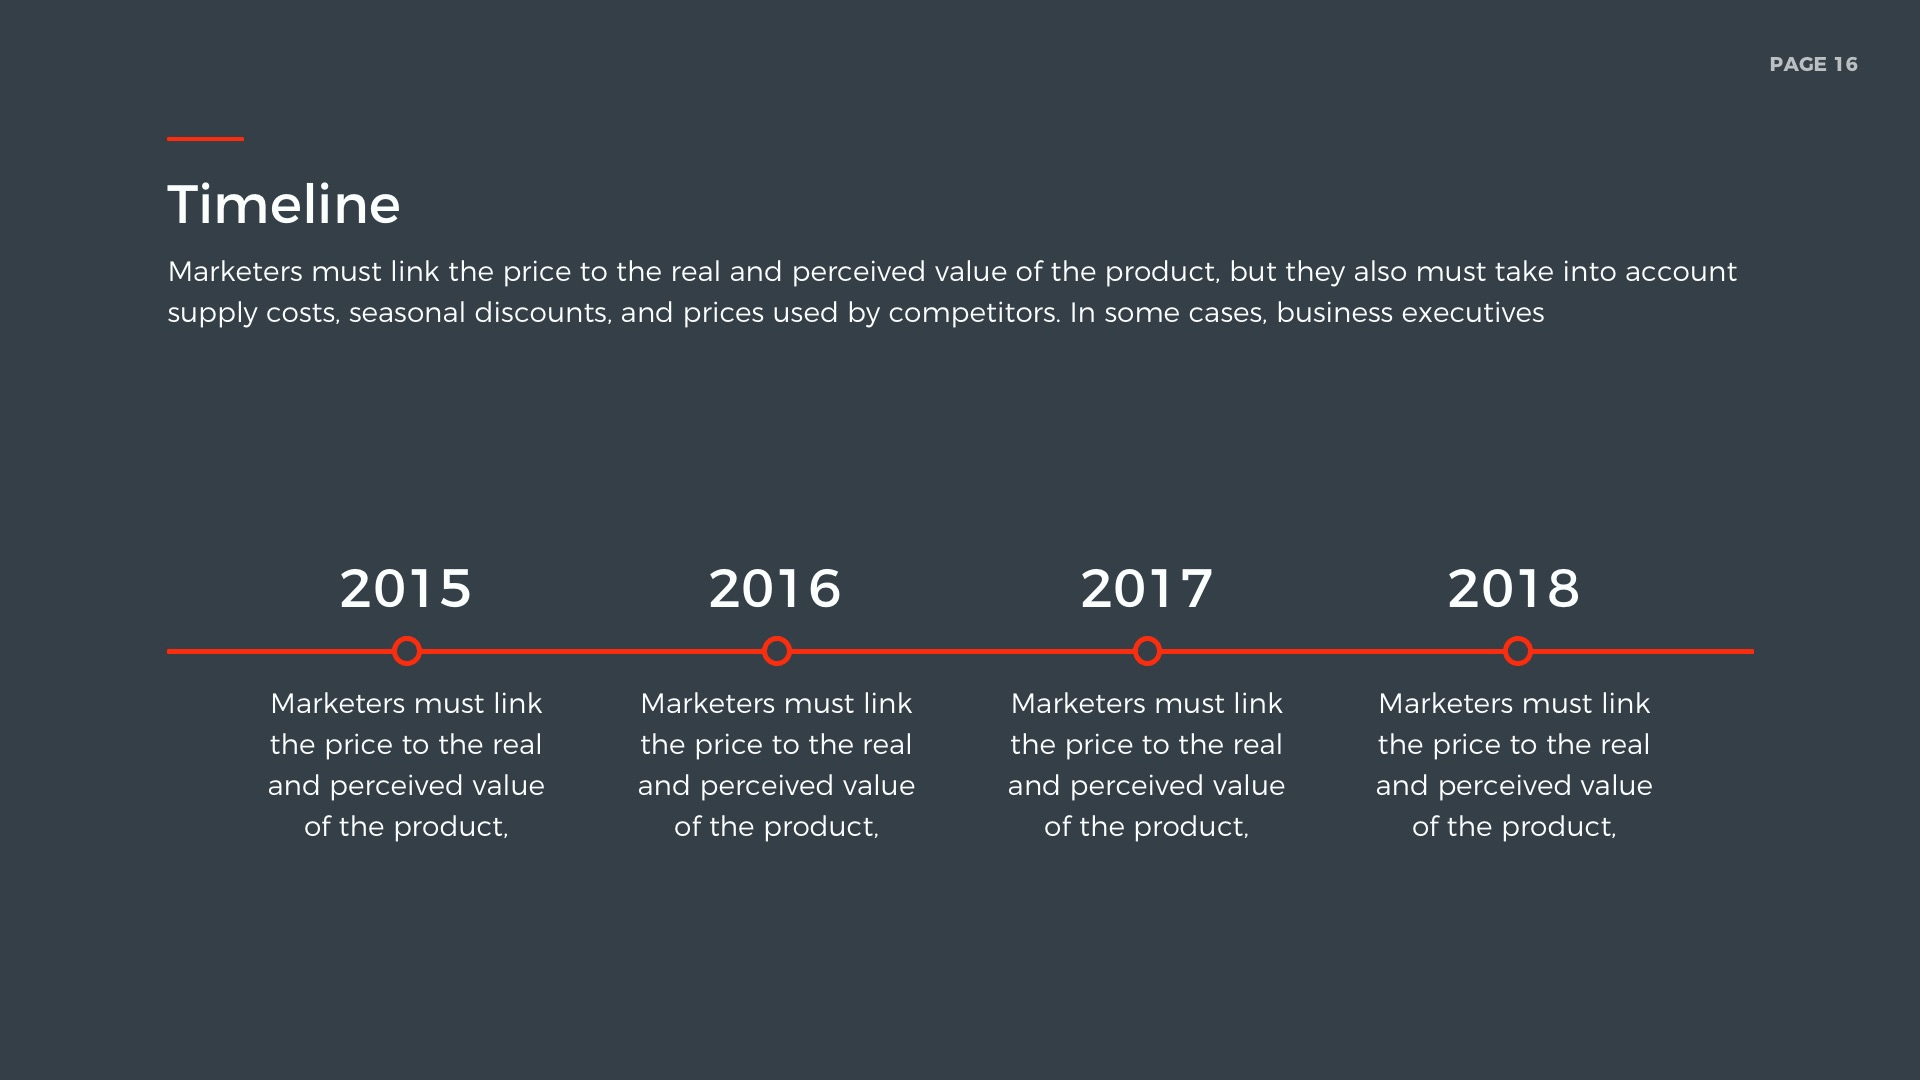 PAGE 16
Timeline
Marketers must link the price to the real and perceived value of the product, but they also must take into account
supply costs, seasonal discounts, and prices used by competitors. In some cases, business executives
2015
Marketers must link
the price to the real
and perceived value
of the product,
2016
Marketers must link
the price to the real
and perceived value
of the product,
2017
Marketers must link
the price to the real
and perceived value
of the product,
2018
Marketers must link
the price to the real
and perceived value
of the product,